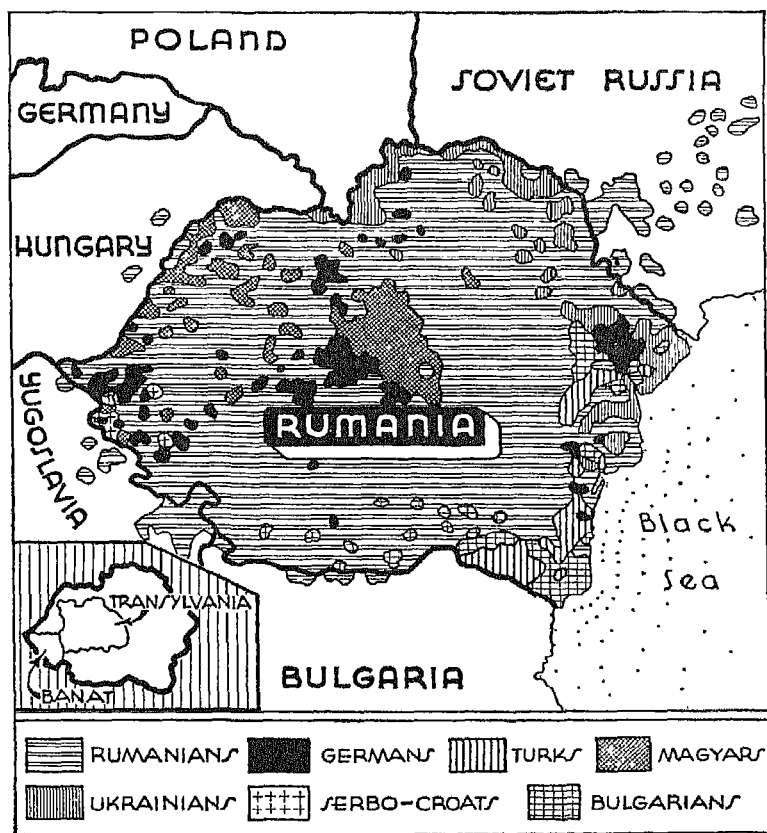 POLAND
SOVIET RUSSIA
GERMANY
HUNGARY
YUGOSLAVIA
RUMANIA
Black
Sea
TRANSYLVANIA
BANAT
BULGARIA
RUMANIANS GERMANS TURKS MAGYARS
UKRAINIANS SERBO-CROATS BULGARIANS